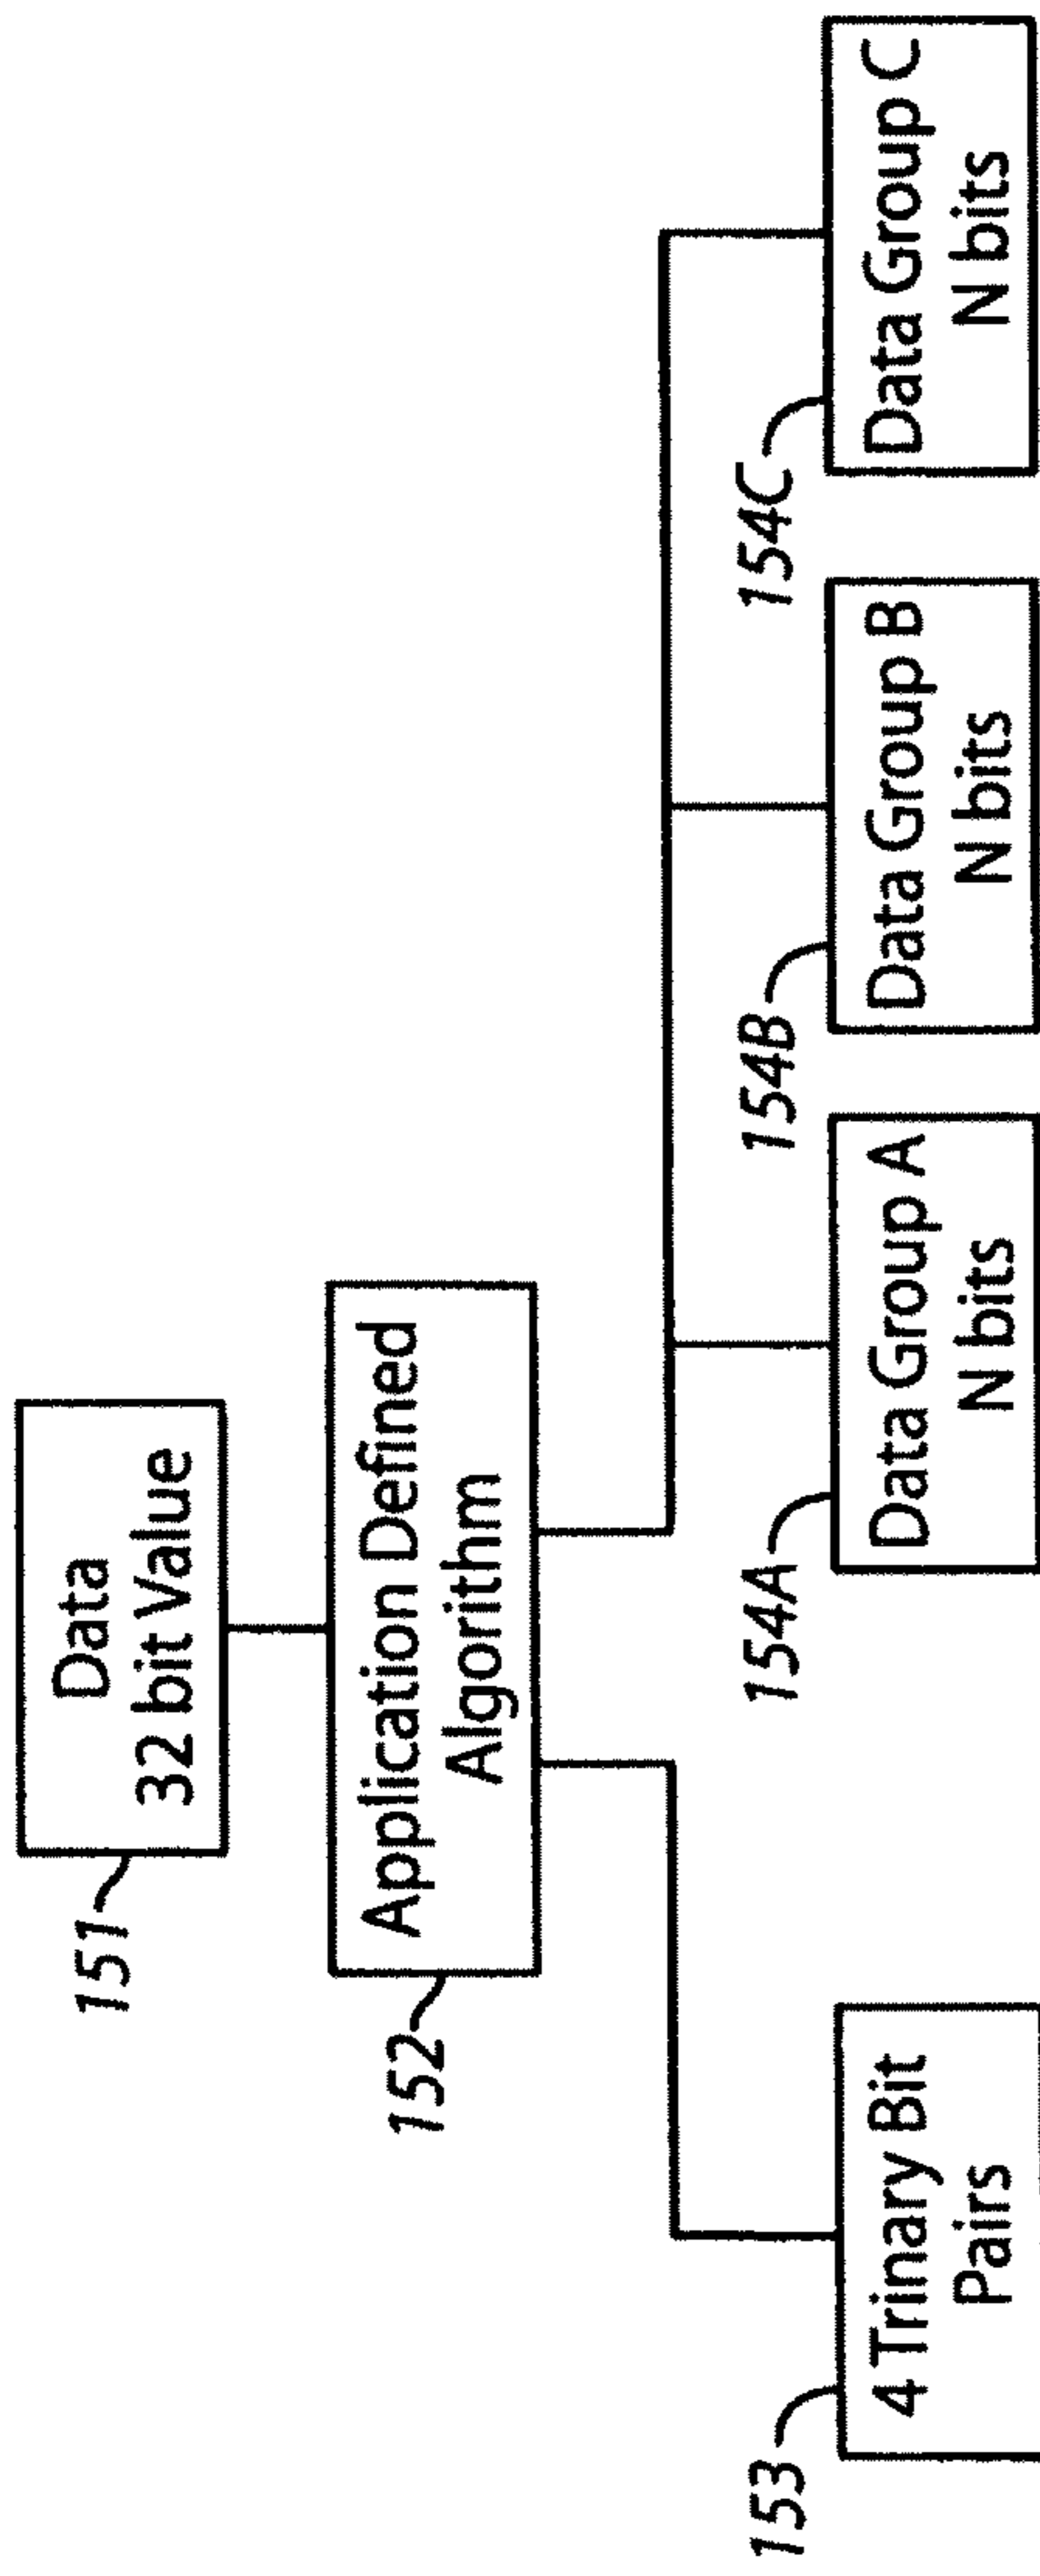 151
Data
32 bit Value
152
Application Defined
Algorithm
153
4 Trinary Bit
Pairs
154A
Data Group A
N bits
154B
Data Group B
N bits
154C
Data Group C
N bits